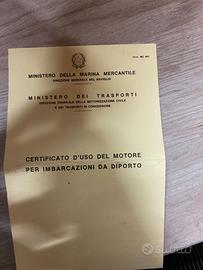 MINISTERO DELLA MARINA MERCANTILE
DIREZIONE GENERALE DEL NAVIGLIO
MINISTERO DEI TRASPORTI
DIREZIONE GENERALE DELLA MOTORIZZAZIONE CIVILE
E DEI TRASPORTI IN CONCESSIONE
CERTIFICATO D'USO DEL MOTORE
PER IMBARCAZIONI DA DIPORTO
subito